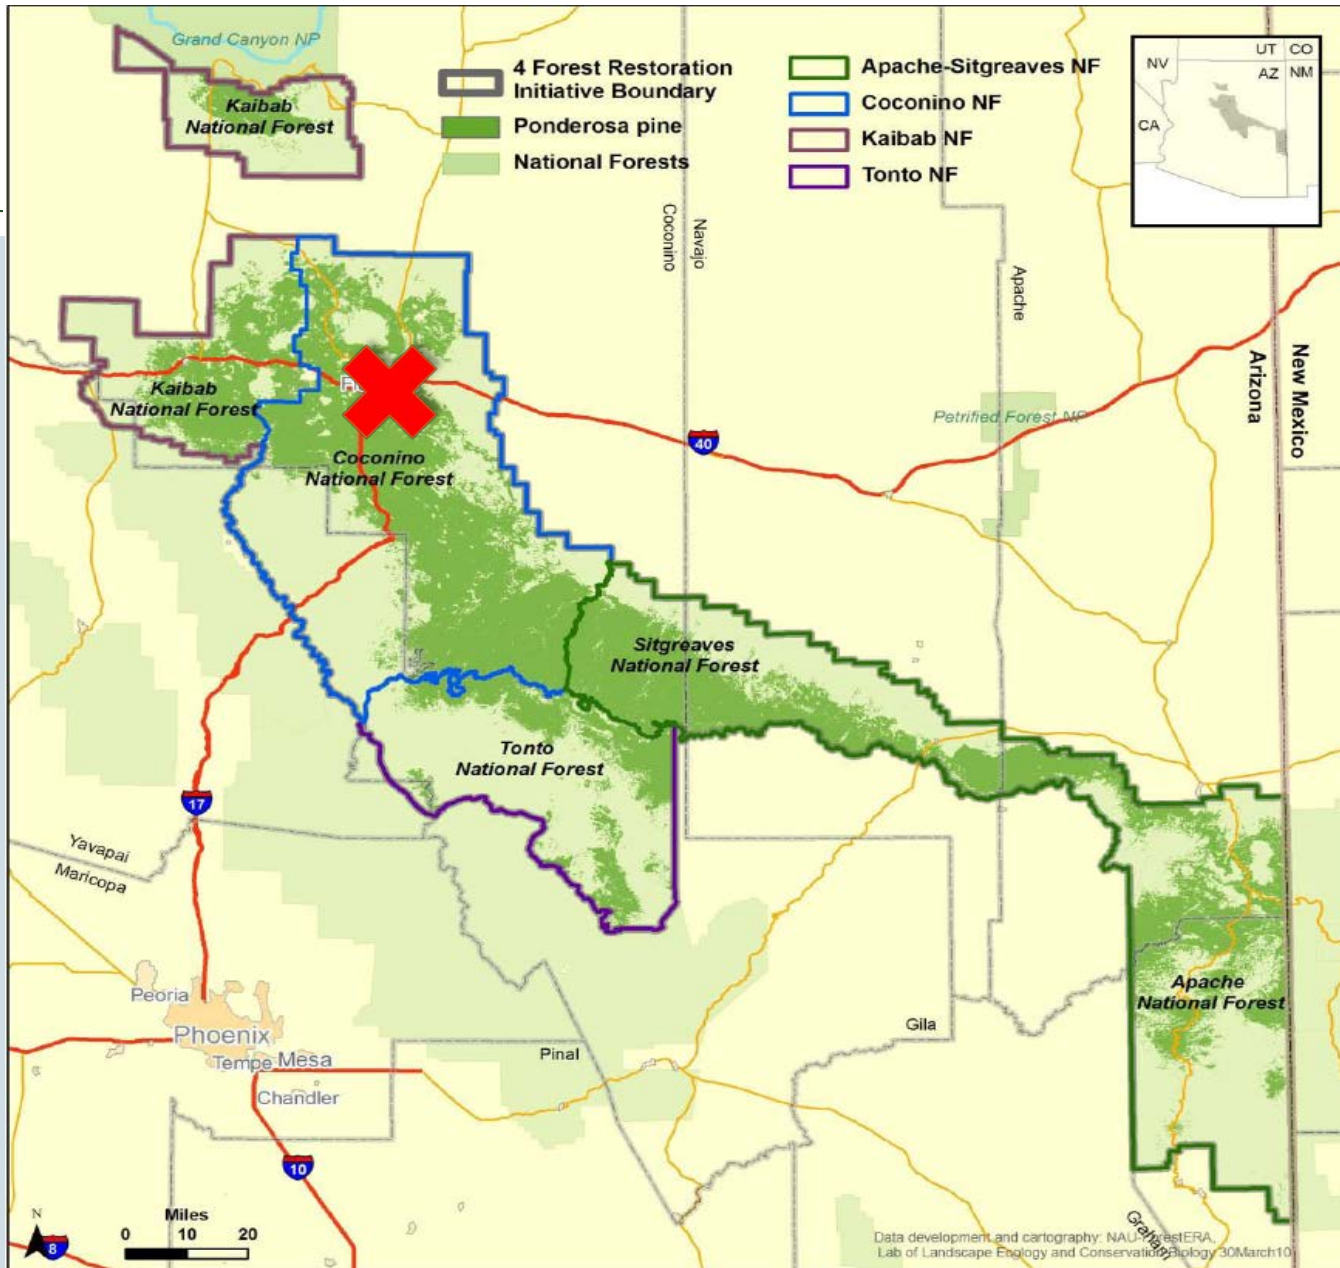 Grand Canyon NP
Kaibab
National Forest
4 Forest Restoration
Initiative Boundary
Ponderosa pine
National Forests
Apache-Sitgreaves NF
Coconino NF
Kaibab NF
Tonto NF
UT CO
NV
AZ NM
CA
Coconino
Navajo
Apache
Arizona
New Mexico
Kaibab
National Forest
Petrified Forest NP
40
Coconino
National Forest
Sitgreaves
National Forest
Tonto
National Forest
17
Yavapai
Maricopa
Apache
National Forest
Peoria
Phoenix
Tempe Mesa
Chandler
Gila
Pinal
10
Graham
N
8
Miles
0 10 20
Data development and cartography: NAU-ForestERA,
Lab of Landscape Ecology and Conservation Biology 30March10